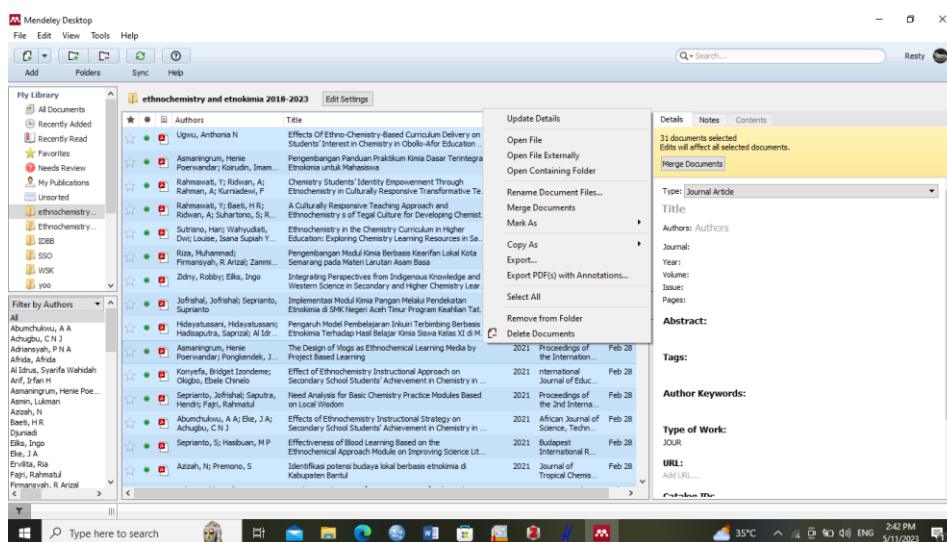 Mendeley Desktop
File Edit View Tools Help
Add Folders Sync Help
Search...
Resty
My Library
All Documents
Recently Added
Recently Read
Favorites
Needs Review
My Publications
Unsorted
ethnochemistry...
Ethnochemistry...
IDBB
SSO
WSK
yoo
Filter by Authors
All
Abumchukwu, A A
Achugbu, C N J
Adriansyah, P N A
Afrida, Afrida
Al Idrus, Syarifa Wahidah
Arif, Irfan H
Asmaningrum, Henie Poe...
Asmin, Lukman
Azizah, N
Baeti, H R
Djuniadi
Eilks, Ingo
Eke, J A
Ervilita, Ria
Fajri, Rahmatul
Firmansyah, R Arizal
ethnochemistry and etnokimia 2018-2023 Edit Settings
Authors Title
Ugwu, Anthonia N
Effects Of Ethno-Chemistry-Based Curriculum Delivery on
Students' Interest in Chemistry in Obollo-Afor Education ...
Asmaningrum, Henie
Poerwandar; Koirudin, Imam...
Pengembangan Panduan Praktikum Kimia Dasar Terintegra
Etnokimia untuk Mahasiswa
Rahmawati, Y; Ridwan, A;
Rahman, A; Kurniadewi, F
Chemistry Students' Identity Empowerment Through
Etnochemistry in Culturally Responsive Transformative Te.
Rahmawati, Y; Baeti, H R;
Ridwan, A; Suhartono, S; R...
A Culturally Responsive Teaching Approach and
Ethnochemistry s of Tegal Culture for Developing Chemist.
Sutrisno, Hari; Wahyudiati,
Dwi; Louise, Isana Supiah Y...
Ethnochemistry in the Chemistry Curriculum in Higher
Education: Exploring Chemistry Learning Resources in Sa..
Riza, Muhammad;
Firmansyah, R Arizal; Zammi...
Pengembangan Modul Kimia Berbasis Kearifan Lokal Kota
Semarang pada Materi Larutan Asam Basa
Zidny, Robby; Eilks, Ingo
Integrating Perspectives from Indigenous Knowledge and
Western Science in Secondary and Higher Chemistry Lear.
Jofrishal, Jofrishal; Seprianto,
Suprianto
Implementasi Modul Kimia Pangan Melalui Pendekatan
Etnokimia di SMK Negeri Aceh Timur Program Keahlian Tat.
Hidayatussani, Hidayatussani;
Hadisaputra, Saprizal; Al Idr...
Pengaruh Model Pembelajaran Inkuiri Terbimbing Berbasis
Etnokimia Terhadap Hasil Belajar Kimia Siswa Kelas XI di M.
Asmaningrum, Henie
Poerwandar; Pongkendek, J...
The Design of Vlogs as Ethnochemical Learning Media by
Project Based Learning
2021 Proceedings of Feb 28
the Internation...
Konyefa, Bridget Izondeme;
Okigbo, Ebele Chinelo
Effect of Ethnochemistry Instructional Approach on
Secondary School Students' Achievement in Chemistry in ...
2021 nternational Feb 28
Journal of Educ...
Seprianto, Jofrishal; Saputra,
Hendri; Fajri, Rahmatul
Need Analysis for Basic Chemistry Practice Modules Based
on Local Wisdom
2021 Proceedings of Feb 28
the 2nd Interna...
Abumchukwu, A A; Eke, J A;
Achugbu, C N J
Effects of Ethnochemistry Instructional Strategy on
Secondary School Students' Achievement in Chemistry in ...
2021 African Journal of Feb 28
Science, Techn...
Seprianto, S; Hasibuan, M P
Effectiveness of Blood Learning Based on the
Ethnochemical Approach Module on Improving Science Lit...
2021 Budapest Feb 28
International R...
Azizah, N; Premono, S
Identifikasi potensi budaya lokal berbasis etnokimia di
Kabupaten Bantul
2021 Journal of Feb 28
Tropical Chemis...
Update Details
Open File
Open File Externally
Open Containing Folder
Rename Document Files...
Merge Documents
Mark As
Copy As
Export...
Export PDF(s) with Annotations...
Select All
Remove from Folder
Delete Documents
Details Notes Contents
31 documents selected
Edits will affect all selected documents.
Merge Documents
Type: Journal Article
Title
Authors: Authors
Journal:
Year:
Volume:
Issue:
Pages:
Abstract:
Tags:
Author Keywords:
Type of Work:
JOUR
URL:
Add URL...
Catalog IDs
Type here to search
35°C
ENG
2:42 PM
5/11/2023